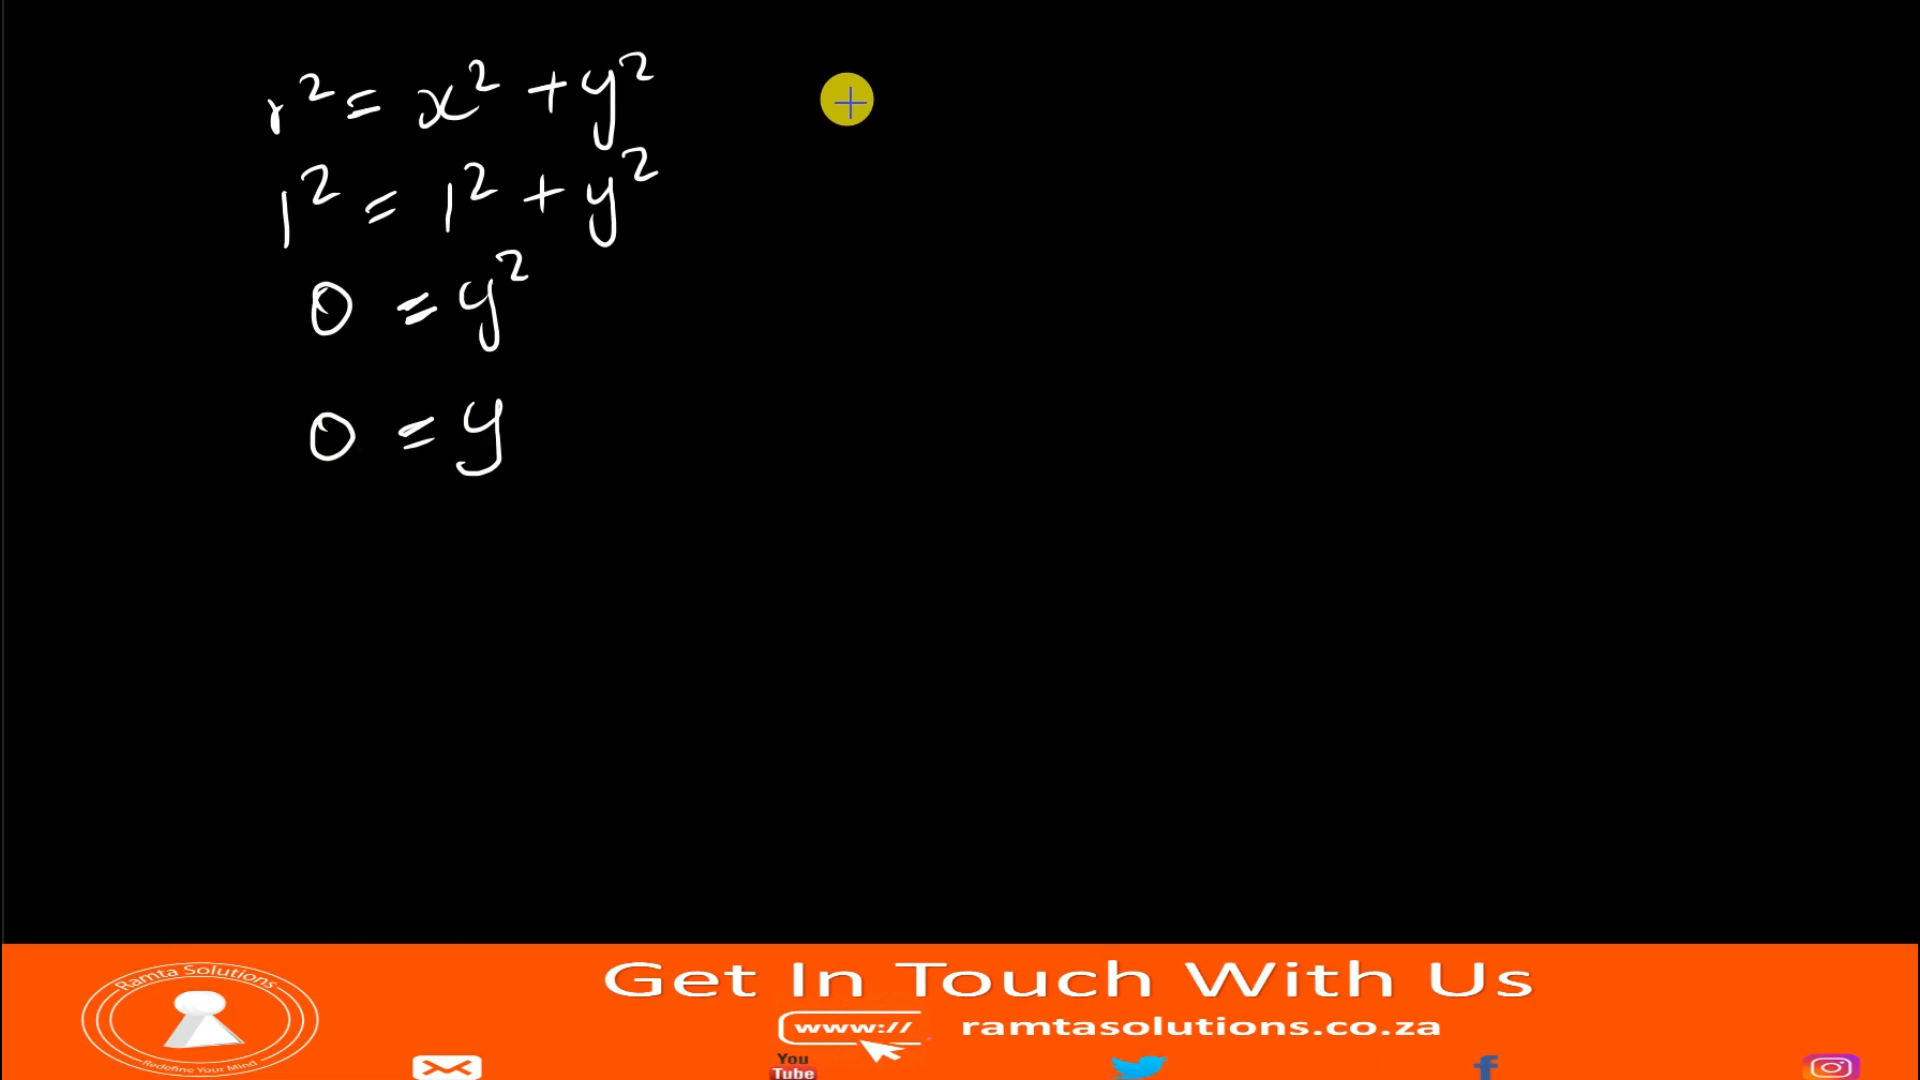 r² = x² + y²
1² = 1² + y²
0 = y²
0 = y
Get In Touch With Us
www://
ramtasolutions.co.za
Ramta Solutions
Redefine Your Mind
You
Tube